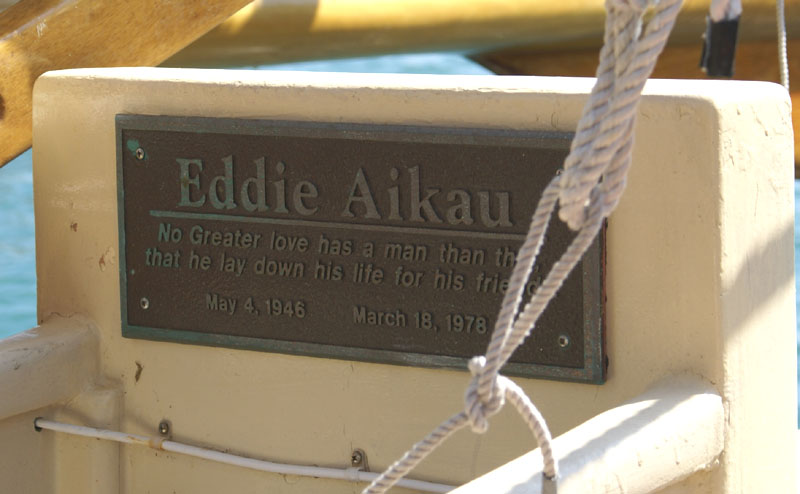 Eddie Aikau
No Greater love has a man than
that he lay down his life for his
May 4, 1946 March 18, 1978